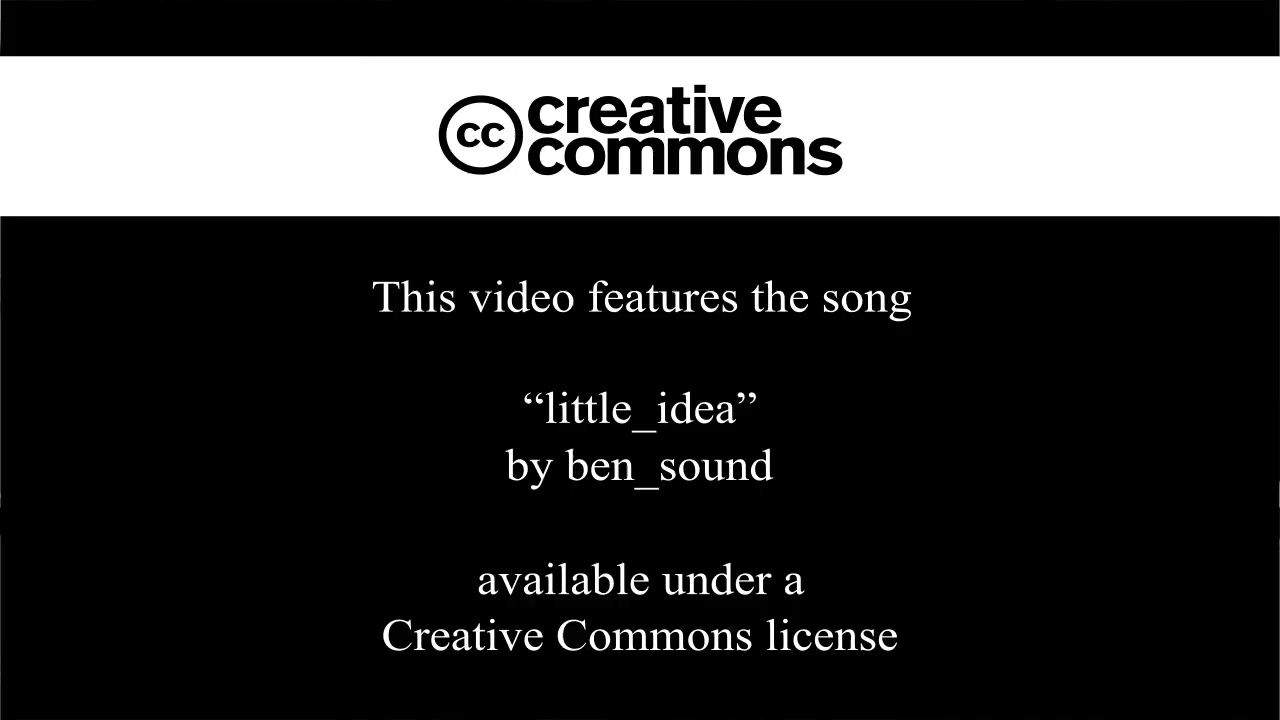 cc creative
commons
This video features the song
“little_idea”
by ben_sound
available under a
Creative Commons license